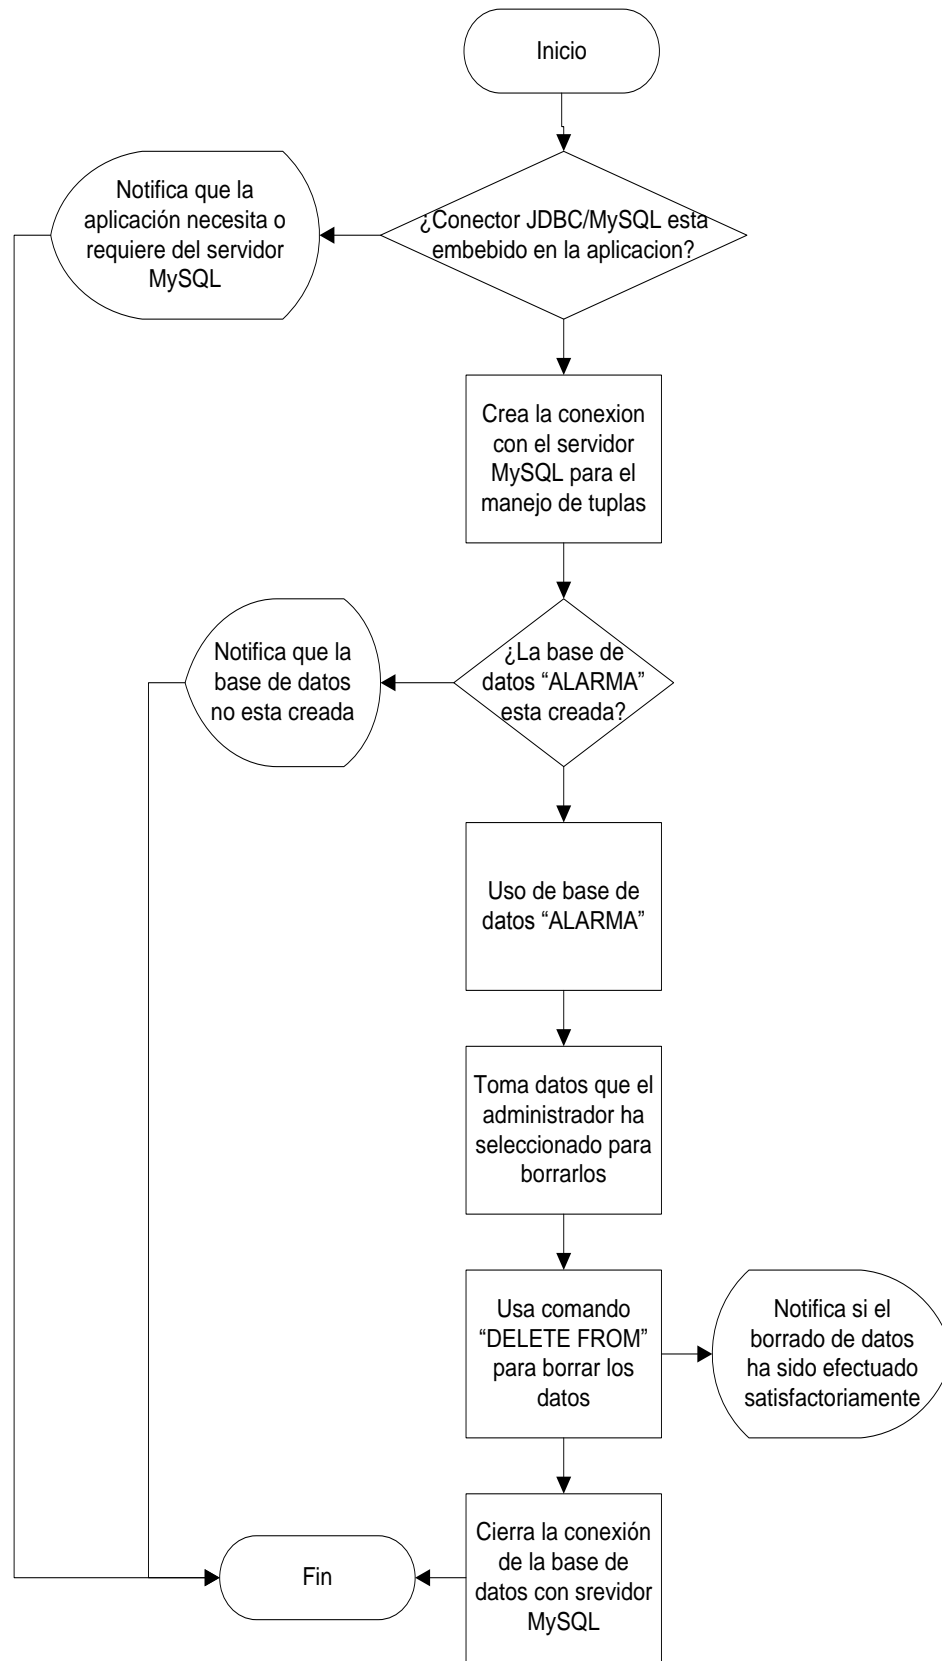 Inicio
¿Conector JDBC/MySQL esta
embebido en la aplicacion?
Notifica que la
aplicación necesita o
requiere del servidor
MySQL
Crea la conexion
con el servidor
MySQL para el
manejo de tuplas
¿La base de
datos “ALARMA”
esta creada?
Notifica que la
base de datos
no esta creada
Uso de base de
datos “ALARMA”
Toma datos que el
administrador ha
seleccionado para
borrarlos
Usa comando
“DELETE FROM”
para borrar los
datos
Notifica si el
borrado de datos
ha sido efectuado
satisfactoriamente
Cierra la conexión
de la base de
datos con srevidor
MySQL
Fin